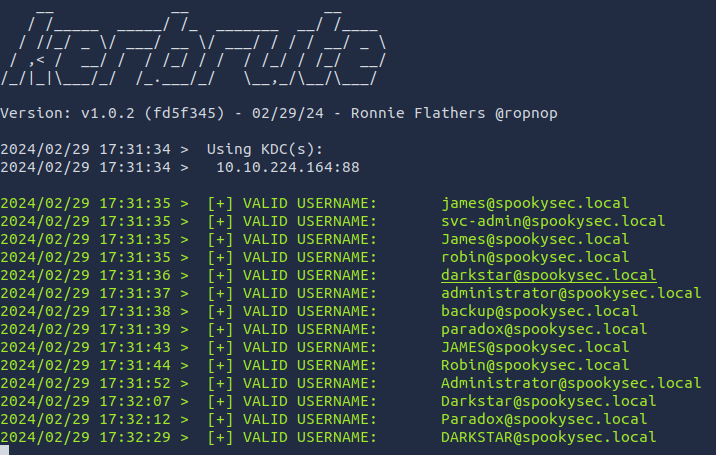 kerbrute
Version: v1.0.2 (fd5f345) - 02/29/24 - Ronnie Flathers @ropnop
2024/02/29 17:31:34 >  Using KDC(s):
2024/02/29 17:31:34 >   10.10.224.164:88
2024/02/29 17:31:35 >  [+] VALID USERNAME:       james@spookysec.local
2024/02/29 17:31:35 >  [+] VALID USERNAME:       svc-admin@spookysec.local
2024/02/29 17:31:35 >  [+] VALID USERNAME:       James@spookysec.local
2024/02/29 17:31:35 >  [+] VALID USERNAME:       robin@spookysec.local
2024/02/29 17:31:36 >  [+] VALID USERNAME:       darkstar@spookysec.local
2024/02/29 17:31:37 >  [+] VALID USERNAME:       administrator@spookysec.local
2024/02/29 17:31:38 >  [+] VALID USERNAME:       backup@spookysec.local
2024/02/29 17:31:39 >  [+] VALID USERNAME:       paradox@spookysec.local
2024/02/29 17:31:43 >  [+] VALID USERNAME:       JAMES@spookysec.local
2024/02/29 17:31:44 >  [+] VALID USERNAME:       Robin@spookysec.local
2024/02/29 17:31:52 >  [+] VALID USERNAME:       Administrator@spookysec.local
2024/02/29 17:32:07 >  [+] VALID USERNAME:       Darkstar@spookysec.local
2024/02/29 17:32:12 >  [+] VALID USERNAME:       Paradox@spookysec.local
2024/02/29 17:32:29 >  [+] VALID USERNAME:       DARKSTAR@spookysec.local